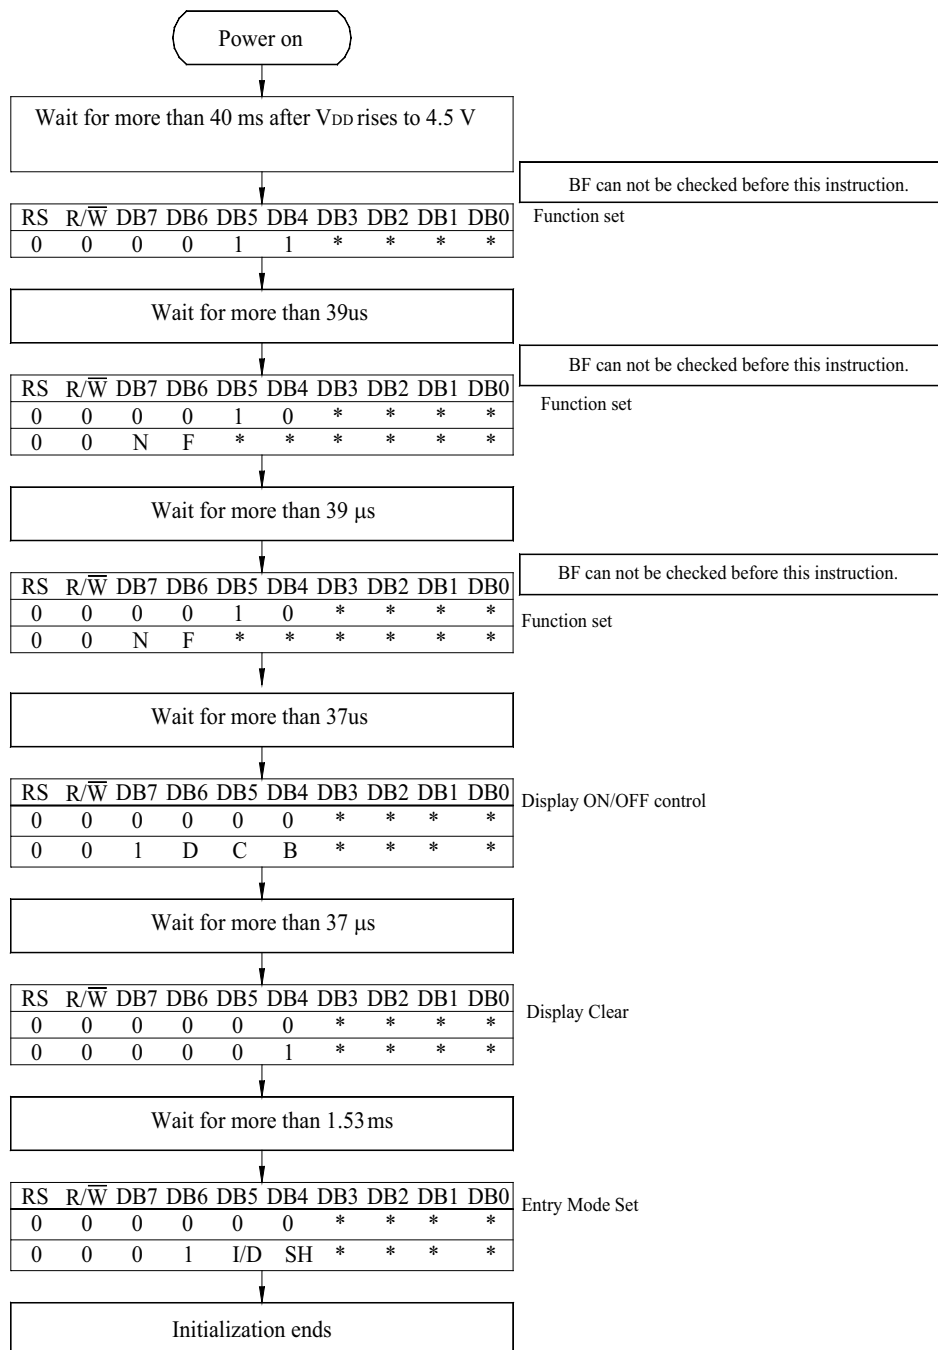 Power on
Wait for more than 40 ms after VDD rises to 4.5 V
BF can not be checked before this instruction.
RS R/W̅ DB7 DB6 DB5 DB4 DB3 DB2 DB1 DB0
Function set
0 0 0 0 1 1 * * * *
Wait for more than 39us
BF can not be checked before this instruction.
RS R/W̅ DB7 DB6 DB5 DB4 DB3 DB2 DB1 DB0
Function set
0 0 0 0 1 0 * * * *
0 0 N F * * * * * *
Wait for more than 39 μs
BF can not be checked before this instruction.
RS R/W̅ DB7 DB6 DB5 DB4 DB3 DB2 DB1 DB0
0 0 0 0 1 0 * * * *
Function set
0 0 N F * * * * * *
Wait for more than 37us
RS R/W̅ DB7 DB6 DB5 DB4 DB3 DB2 DB1 DB0
Display ON/OFF control
0 0 0 0 0 0 * * * *
0 0 1 D C B * * * *
Wait for more than 37 μs
RS R/W̅ DB7 DB6 DB5 DB4 DB3 DB2 DB1 DB0
Display Clear
0 0 0 0 0 0 * * * *
0 0 0 0 0 1 * * * *
Wait for more than 1.53ms
RS R/W̅ DB7 DB6 DB5 DB4 DB3 DB2 DB1 DB0
Entry Mode Set
0 0 0 0 0 0 * * * *
0 0 0 1 I/D SH * * * *
Initialization ends